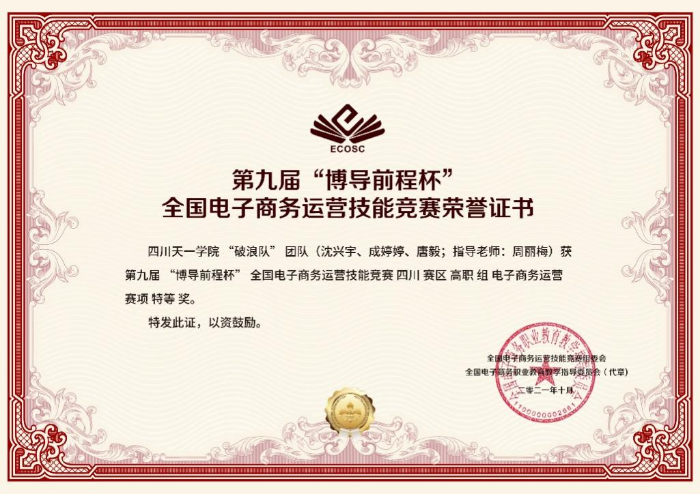 ECOSC
第九届“博导前程杯”
全国电子商务运营技能竞赛荣誉证书
四川天一学院 “破浪队” 团队（沈兴宇、成婷婷、唐毅；指导老师：周丽梅）获
第九届 “博导前程杯” 全国电子商务运营技能竞赛 四川 赛区 高职 组 电子商务运营
赛项 特等 奖。
特发此证，以资鼓励。
全国电子商务运营技能竞赛组委会
全国电子商务职业教育教学指导委员会（代章）
二零二一年十月